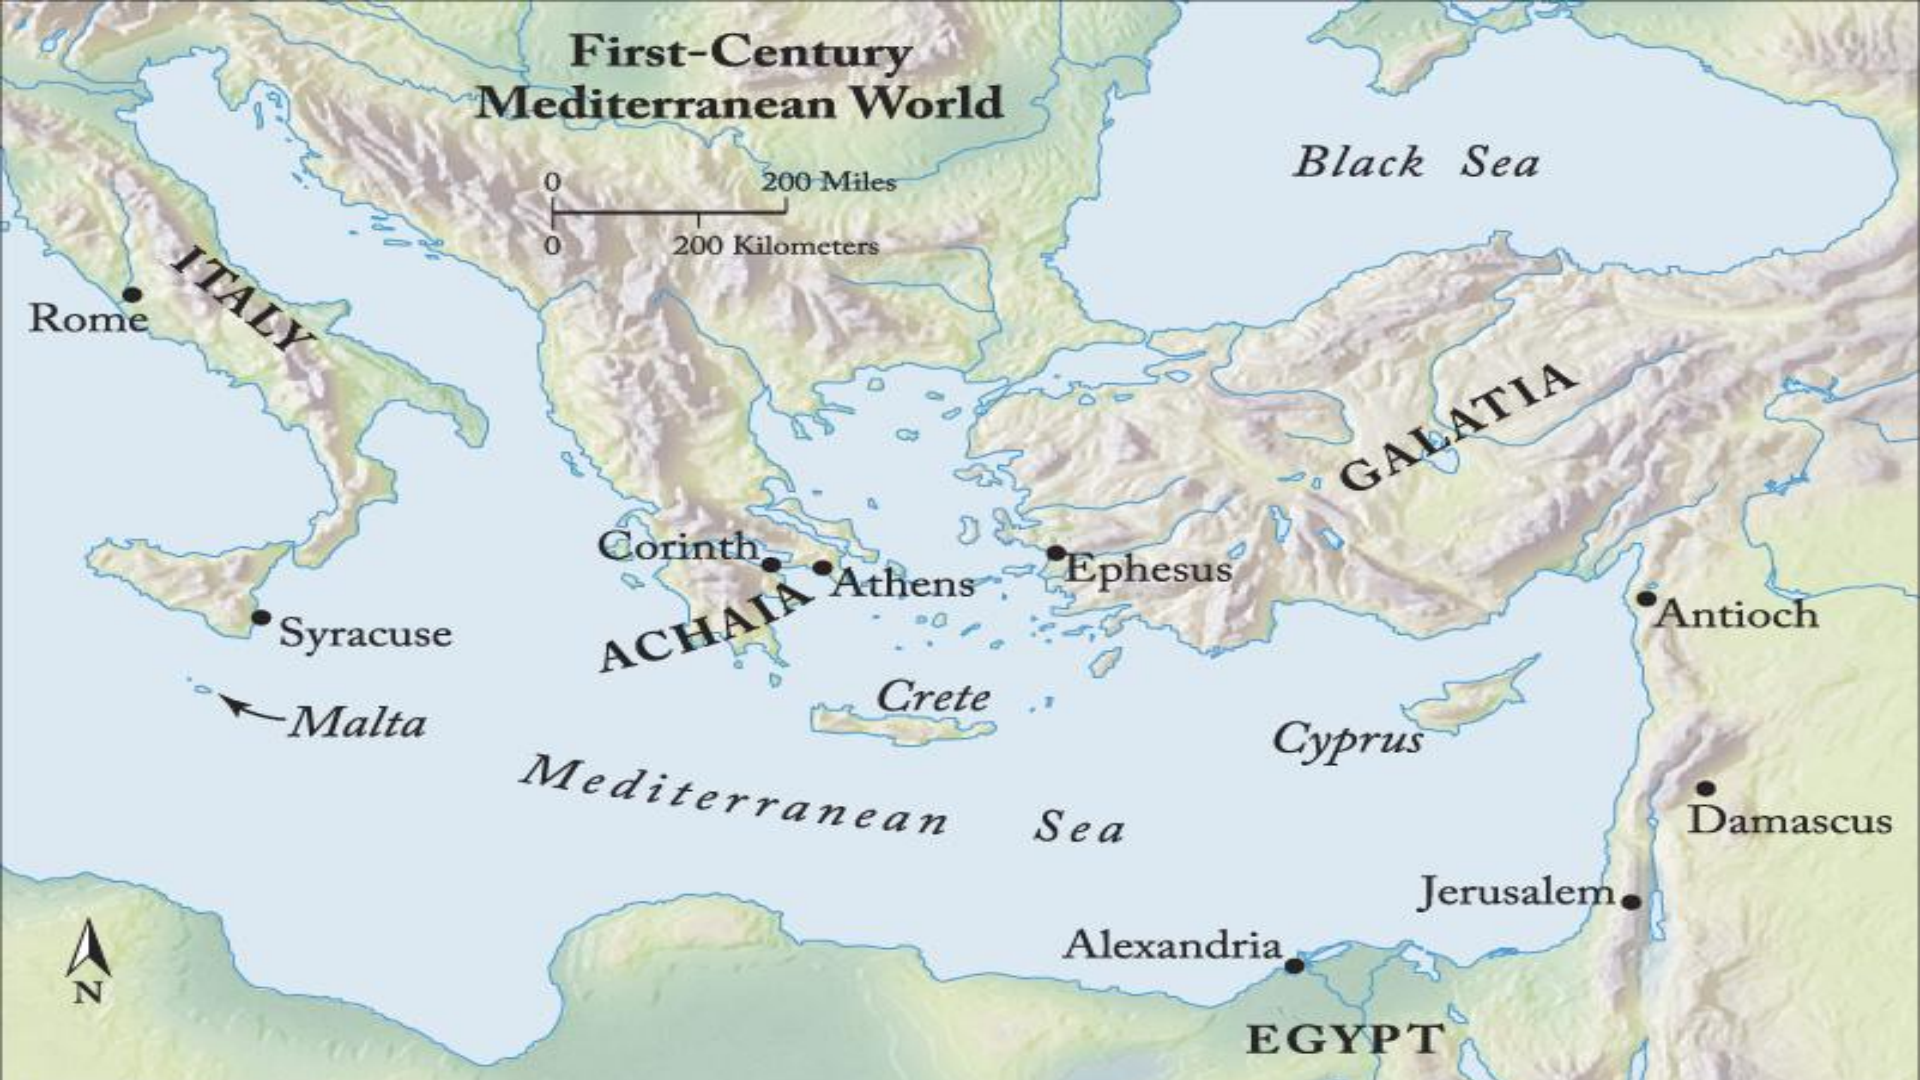 First-Century
Mediterranean World
Black Sea
0 200 Miles
0 200 Kilometers
ITALY
Rome
GALATIA
Corinth
Athens
Ephesus
ACHAIA
Antioch
Syracuse
Crete
Malta
Cyprus
Mediterranean Sea
Damascus
Jerusalem
Alexandria
N
EGYPT